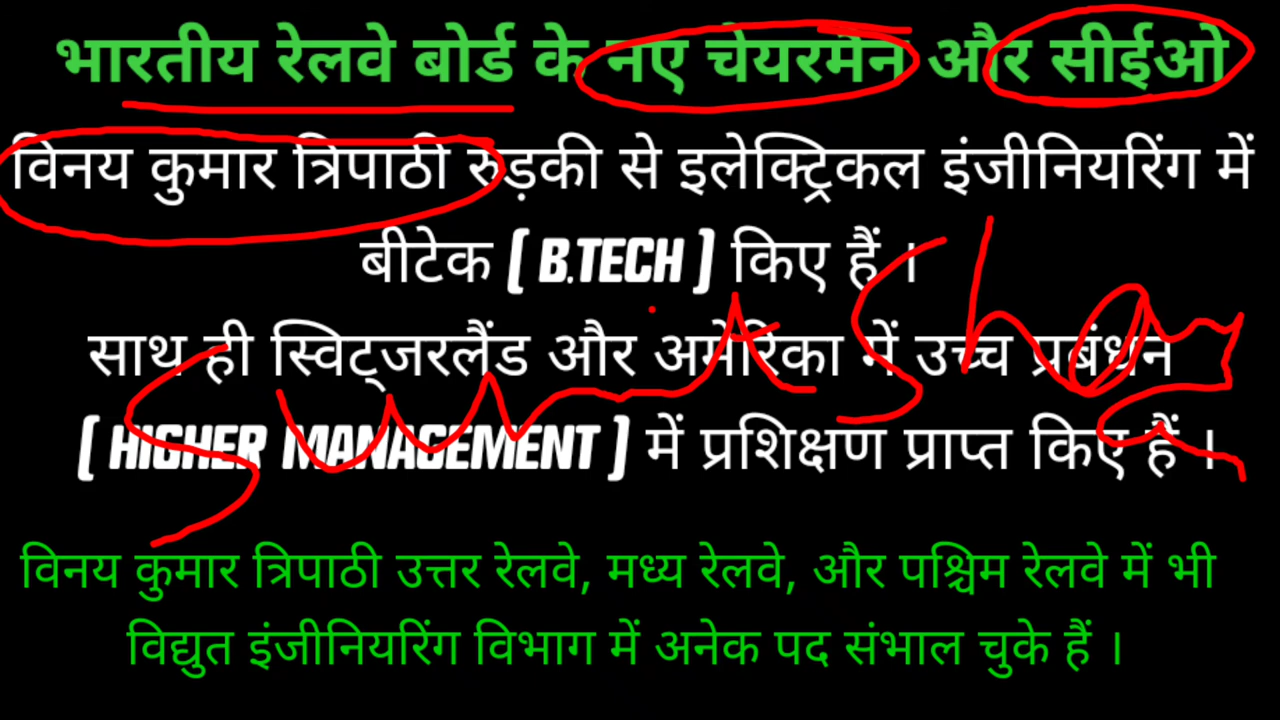 भारतीय रेलवे बोर्ड के नए चेयरमैन और सीईओ
विनय कुमार त्रिपाठी रुड़की से इलेक्ट्रिकल इंजीनियरिंग में
बीटेक ( B.TECH ) किए हैं ।
साथ ही स्विट्जरलैंड और अमेरिका में उच्च प्रबंधन
( HIGHER MANAGEMENT ) में प्रशिक्षण प्राप्त किए हैं ।
विनय कुमार त्रिपाठी उत्तर रेलवे, मध्य रेलवे, और पश्चिम रेलवे में भी
विद्युत इंजीनियरिंग विभाग में अनेक पद संभाल चुके हैं ।